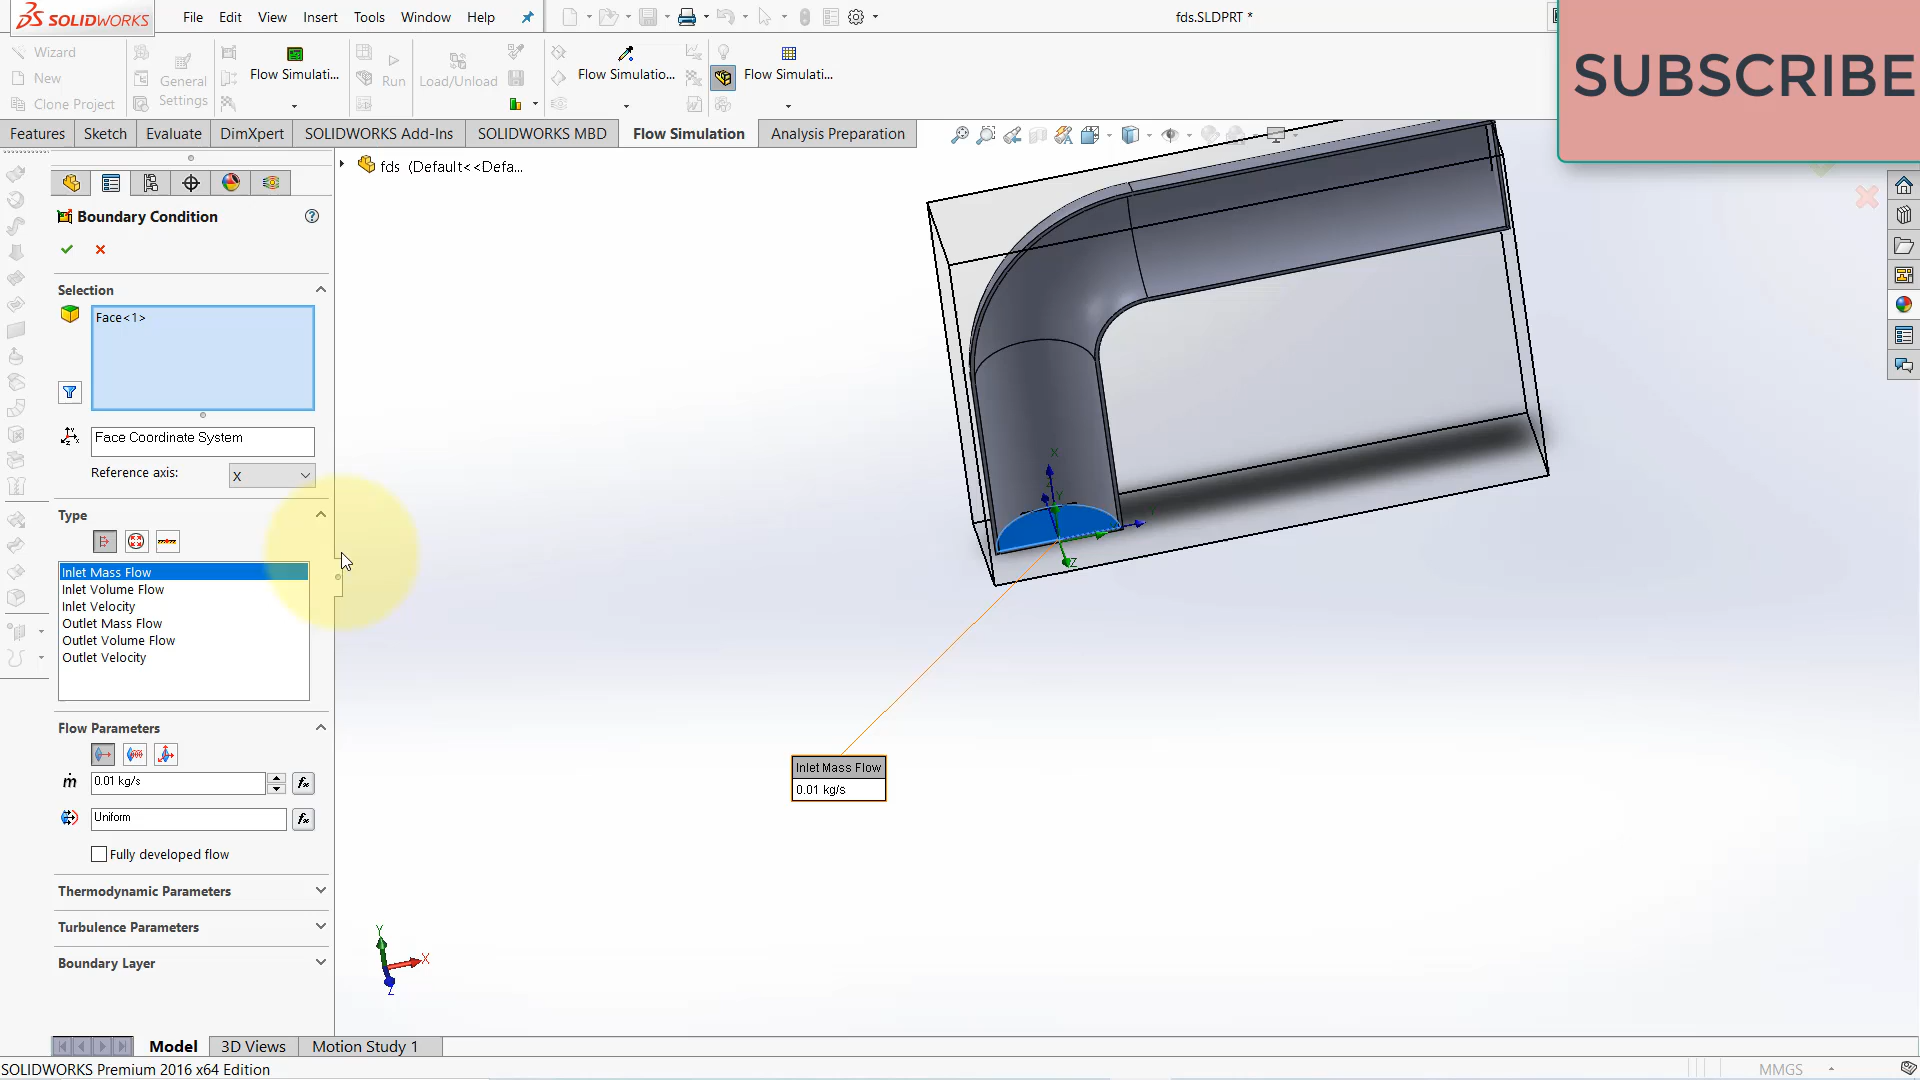 SOLIDWORKS File Edit View Insert Tools Window Help fds.SLDPRT *
SUBSCRIBE
Wizard
New
Clone Project
General
Settings
Flow Simulati...
Run
Load/Unload
Flow Simulatio...
Flow Simulati...
Features Sketch Evaluate DimXpert SOLIDWORKS Add-Ins SOLIDWORKS MBD Flow Simulation Analysis Preparation
fds (Default<<Defa...
Boundary Condition
Selection
Face<1>
Face Coordinate System
Reference axis: X
Type
Inlet Mass Flow
Inlet Volume Flow
Inlet Velocity
Outlet Mass Flow
Outlet Volume Flow
Outlet Velocity
Flow Parameters
ṁ 0.01 kg/s
Uniform
Fully developed flow
Thermodynamic Parameters
Turbulence Parameters
Boundary Layer
X
Y
Z
Inlet Mass Flow
0.01 kg/s
Y
X
Z
Model 3D Views Motion Study 1
SOLIDWORKS Premium 2016 x64 Edition MMGS